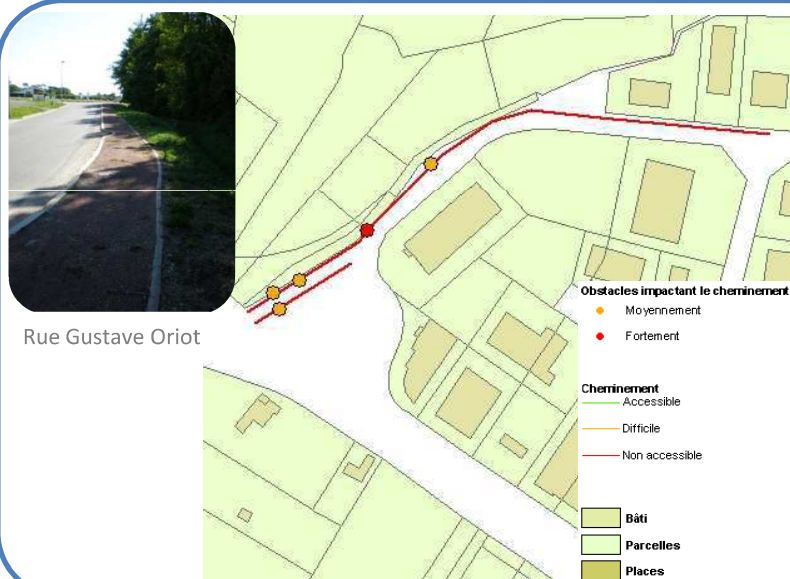 Rue Gustave Oriot
Obstacles impactant le cheminement
Moyennement
Fortement
Cheminement
Accessible
Difficile
Non accessible
Bâti
Parcelles
Places